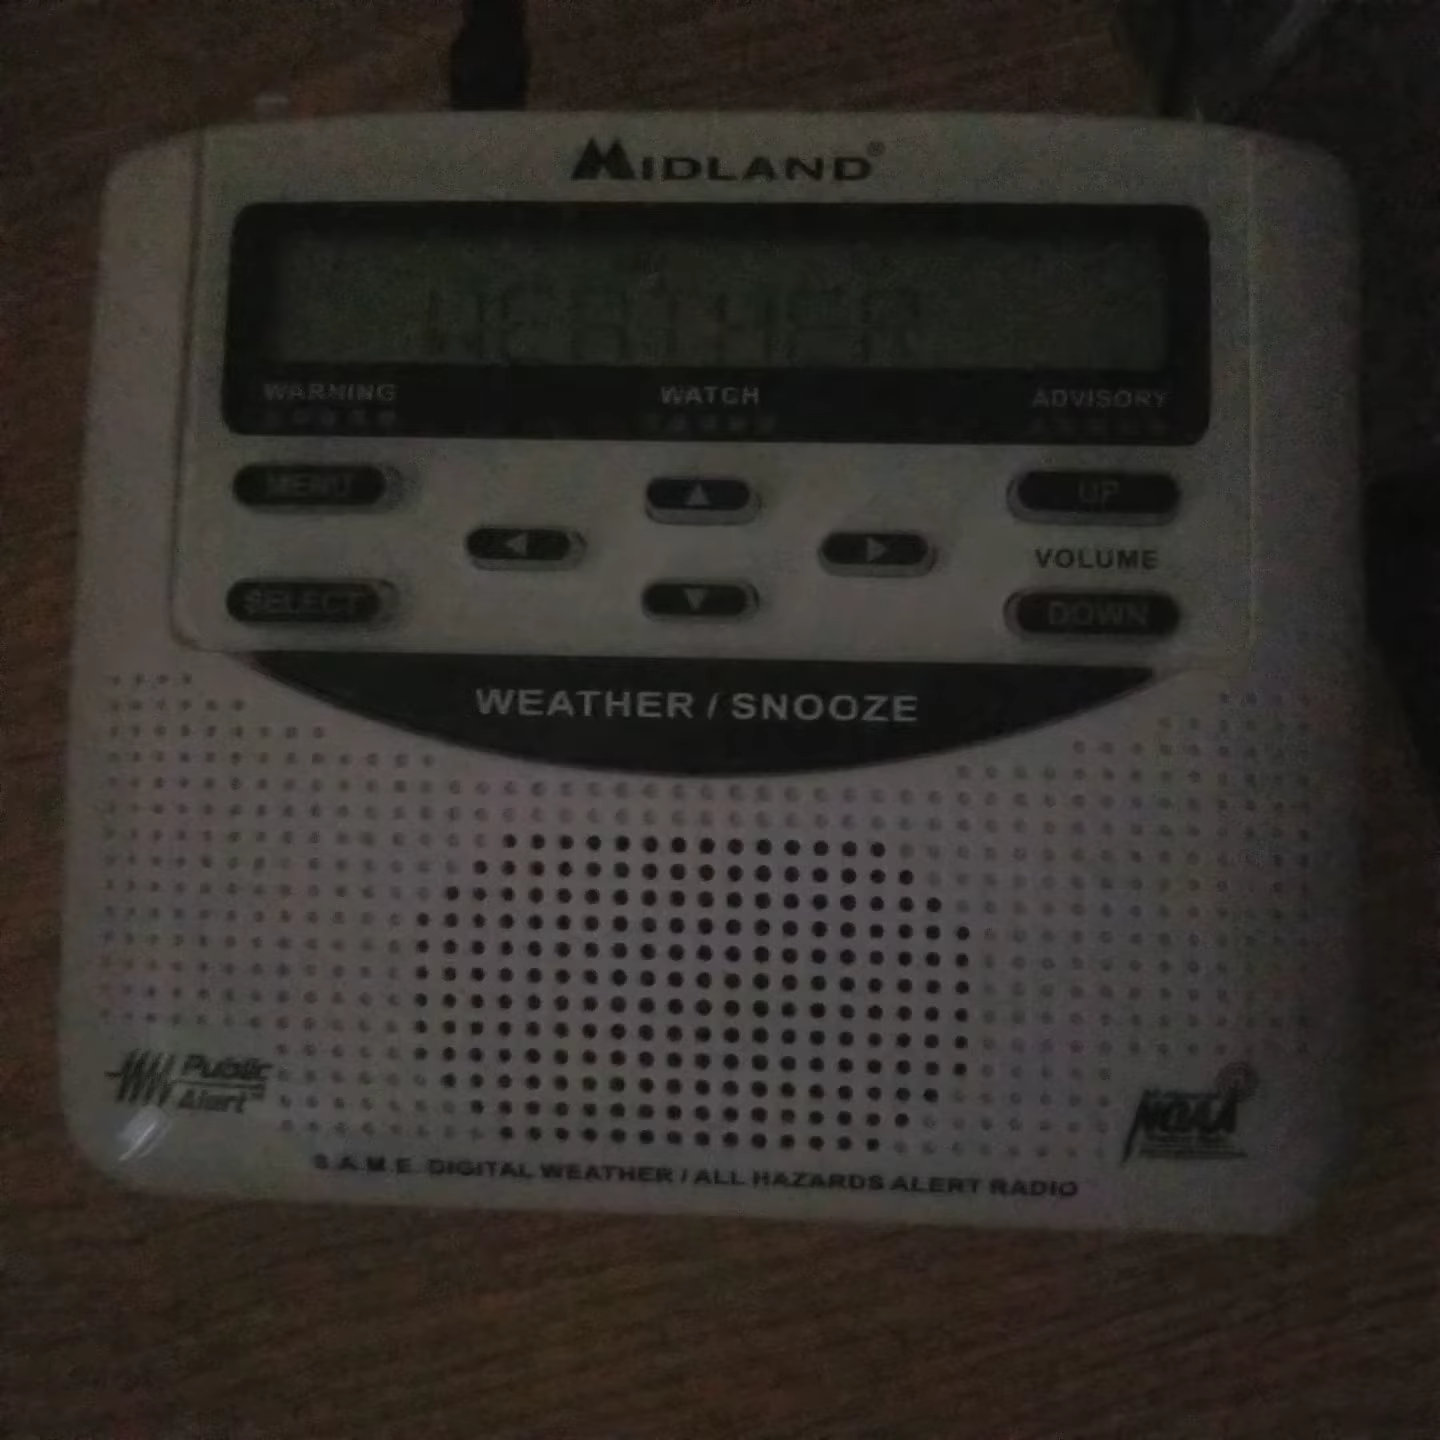 MIDLAND®
WEATHER
WARNING WATCH ADVISORY
MENU UP
VOLUME
SELECT DOWN
WEATHER / SNOOZE
Public
Alert
NOAA
S.A.M.E. DIGITAL WEATHER / ALL HAZARDS ALERT RADIO